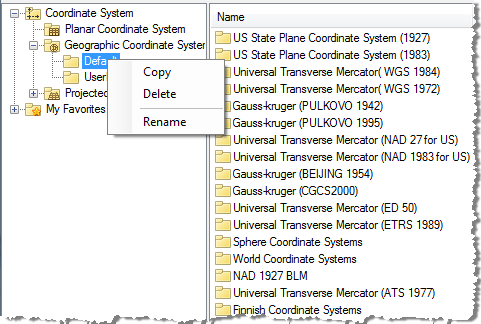 Coordinate System
Planar Coordinate System
Geographic Coordinate System
Default
User
Projected
My Favorites
Copy
Delete
Rename
Name
US State Plane Coordinate System (1927)
US State Plane Coordinate System (1983)
Universal Transverse Mercator( WGS 1984)
Universal Transverse Mercator( WGS 1972)
Gauss-kruger (PULKOVO 1942)
Gauss-kruger (PULKOVO 1995)
Universal Transverse Mercator (NAD 27 for US)
Universal Transverse Mercator (NAD 1983 for US)
Gauss-kruger (BEIJING 1954)
Gauss-kruger (CGCS2000)
Universal Transverse Mercator (ED 50)
Universal Transverse Mercator (ETRS 1989)
Sphere Coordinate Systems
World Coordinate Systems
NAD 1927 BLM
Universal Transverse Mercator (ATS 1977)
Finnish Coordinate Systems